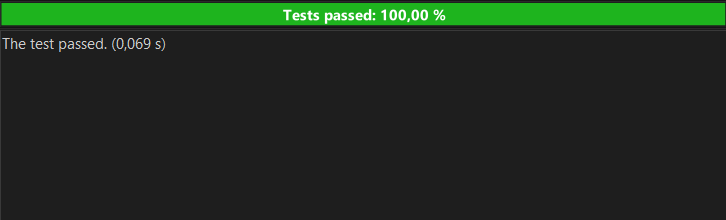 Tests passed: 100,00 %
The test passed. (0,069 s)